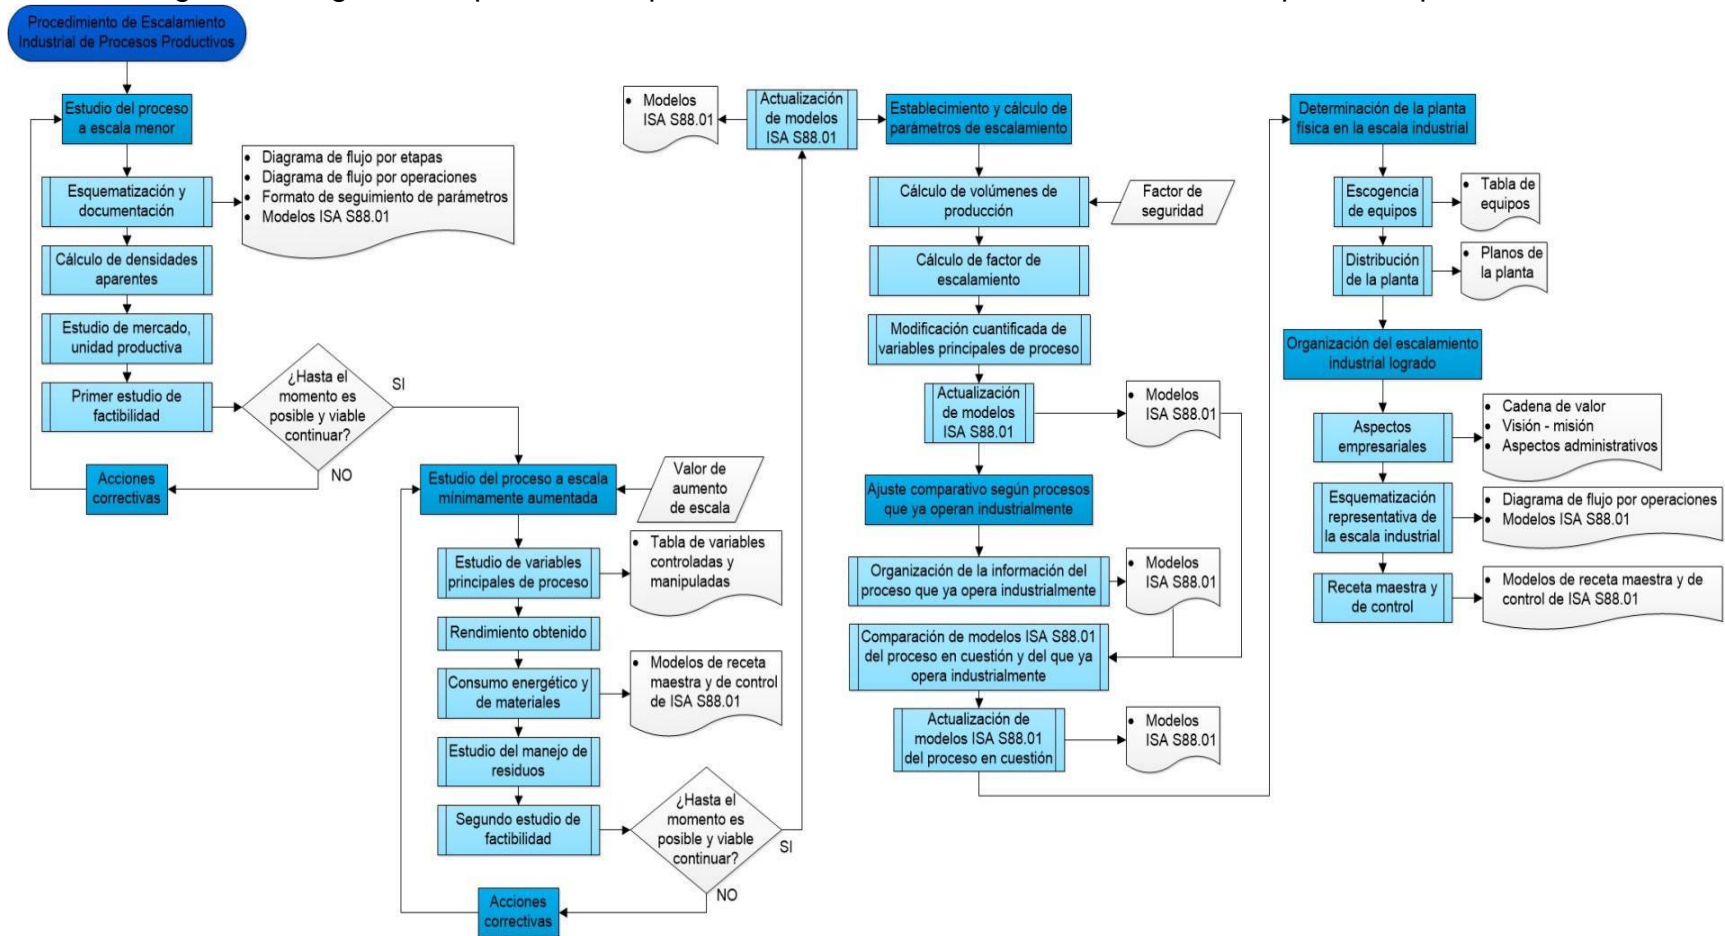 Procedimiento de Escalamiento
Industrial de Procesos Productivos
Estudio del proceso
a escala menor
Esquematización y
documentación
• Diagrama de flujo por etapas
• Diagrama de flujo por operaciones
• Formato de seguimiento de parámetros
• Modelos ISA S88.01
Cálculo de densidades
aparentes
Estudio de mercado,
unidad productiva
Primer estudio de
factibilidad
¿Hasta el
momento es
posible y viable
continuar?
SI
NO
Acciones
correctivas
Estudio del proceso a escala
mínimamente aumentada
Valor de
aumento
de escala
Estudio de variables
principales de proceso
• Tabla de variables
controladas y
manipuladas
Rendimiento obtenido
Consumo energético y
de materiales
• Modelos de receta
maestra y de control
de ISA S88.01
Estudio del manejo de
residuos
Segundo estudio de
factibilidad
¿Hasta el
momento es
posible y viable
continuar?
SI
NO
Acciones
correctivas
• Modelos
ISA S88.01
Actualización
de modelos
ISA S88.01
Establecimiento y cálculo de
parámetros de escalamiento
Cálculo de volúmenes de
producción
Factor de
seguridad
Cálculo de factor de
escalamiento
Modificación cuantificada de
variables principales de proceso
Actualización
de modelos
ISA S88.01
• Modelos
ISA S88.01
Ajuste comparativo según procesos
que ya operan industrialmente
Organización de la información del
proceso que ya opera industrialmente
• Modelos
ISA S88.01
Comparación de modelos ISA S88.01
del proceso en cuestión y del que ya
opera industrialmente
Actualización de
modelos ISA S88.01
del proceso en cuestión
• Modelos
ISA S88.01
Determinación de la planta
física en la escala industrial
Escogencia
de equipos
• Tabla de
equipos
Distribución
de la planta
• Planos de
la planta
Organización del escalamiento
industrial logrado
Aspectos
empresariales
• Cadena de valor
• Visión - misión
• Aspectos administrativos
Esquematización
representativa de
la escala industrial
• Diagrama de flujo por operaciones
• Modelos ISA S88.01
Receta maestra y
de control
• Modelos de receta maestra y de
control de ISA S88.01